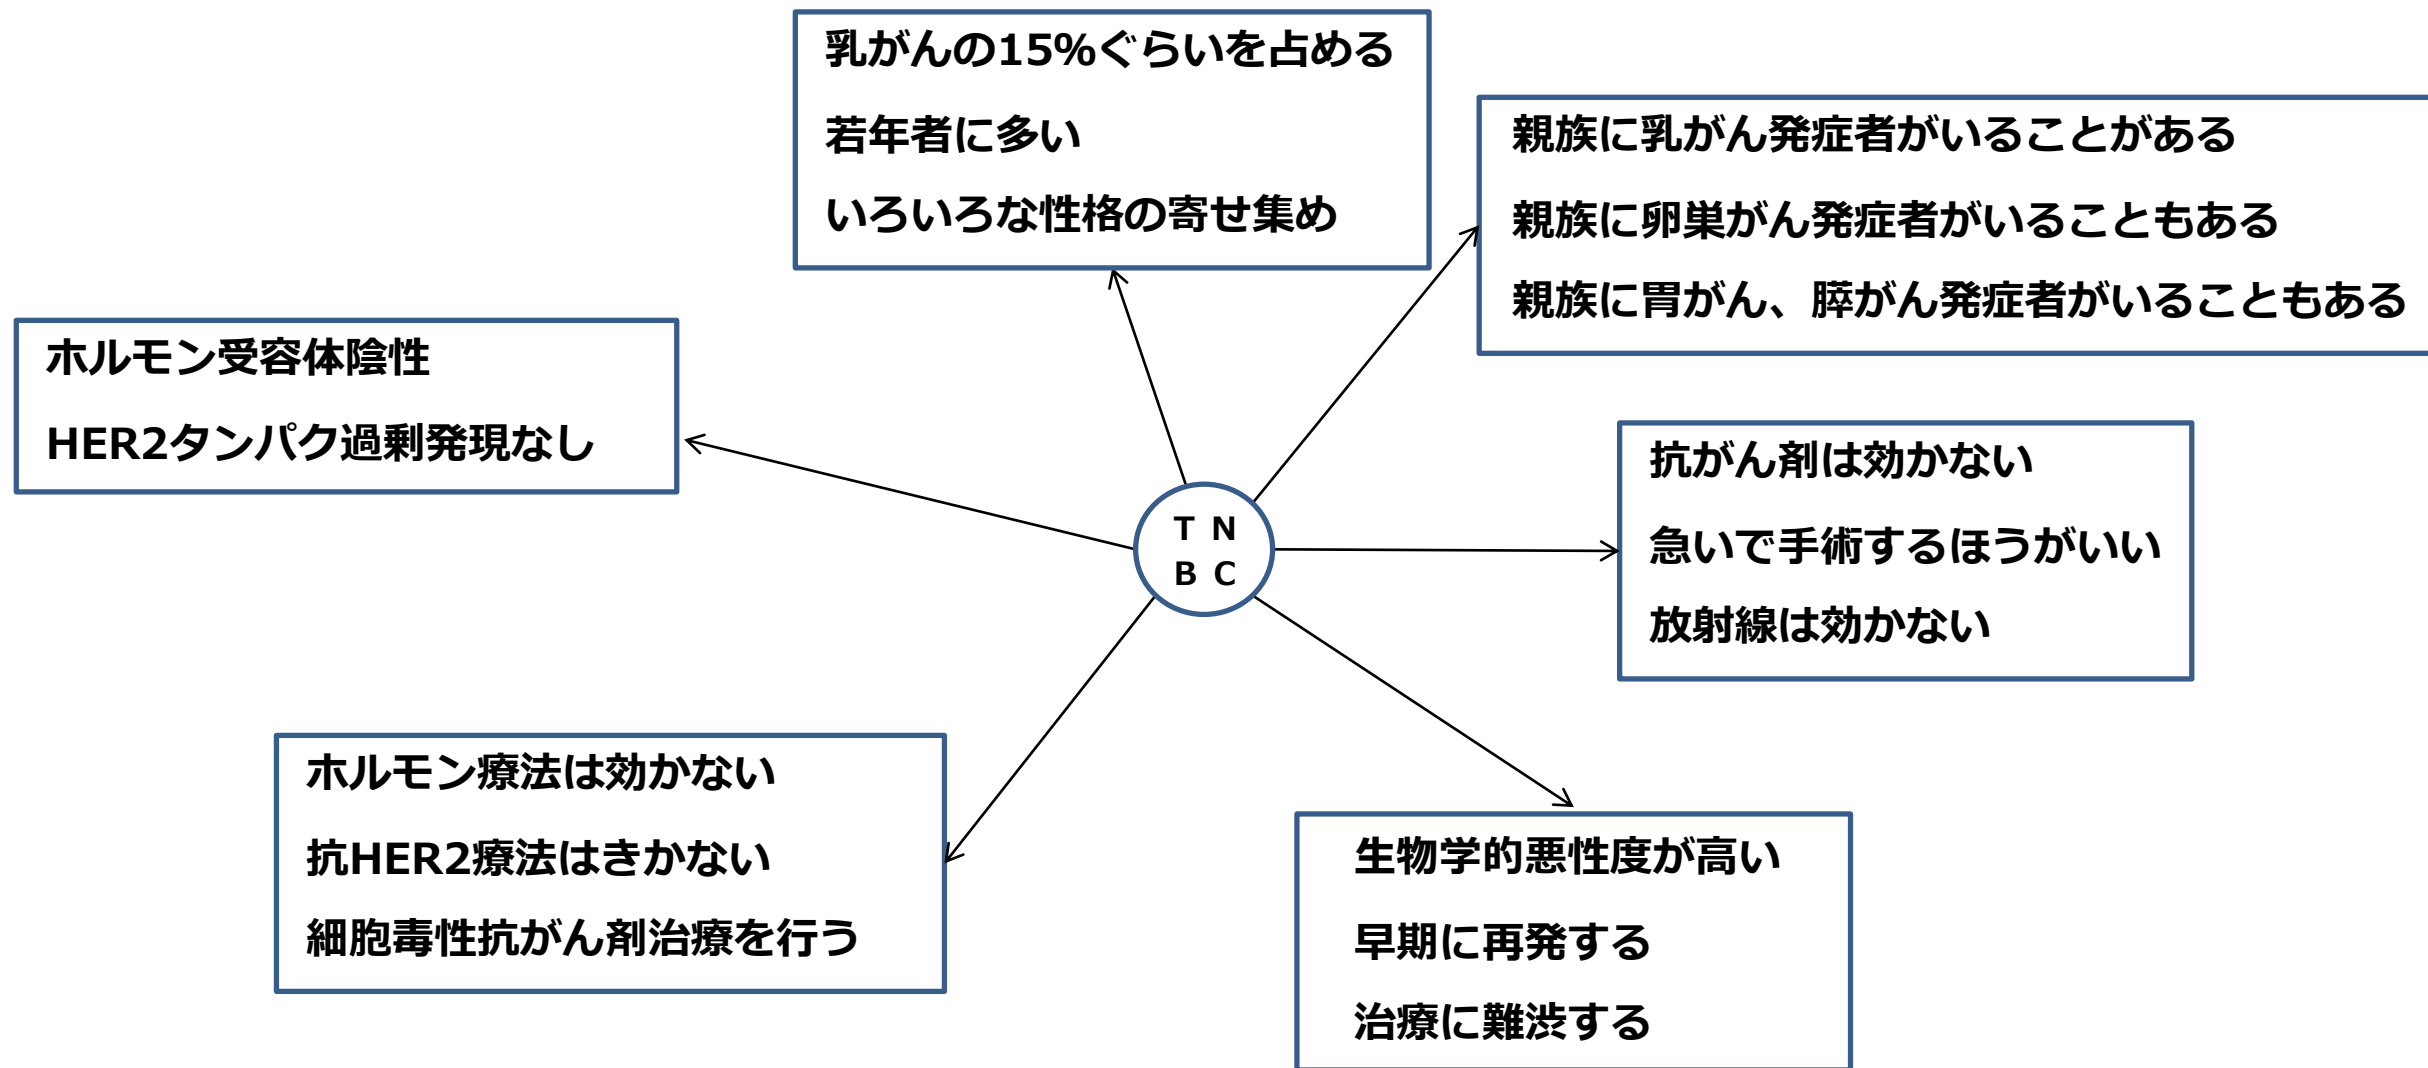 乳がんの15%ぐらいを占める
若年者に多い
いろいろな性格の寄せ集め
親族に乳がん発症者がいることがある
親族に卵巣がん発症者がいることもある
親族に胃がん、膵がん発症者がいることもある
ホルモン受容体陰性
HER2タンパク過剰発現なし
抗がん剤は効かない
急いで手術するほうがいい
放射線は効かない
T N
B C
ホルモン療法は効かない
抗HER2療法はきかない
細胞毒性抗がん剤治療を行う
生物学的悪性度が高い
早期に再発する
治療に難渋する